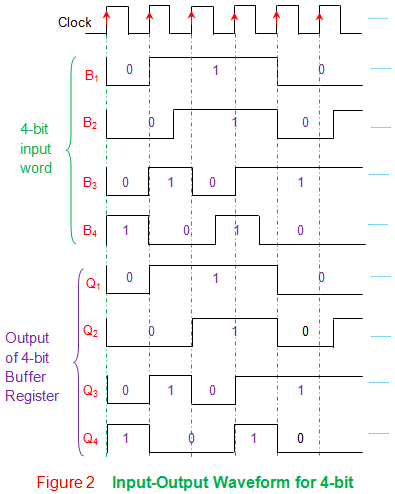 Clock
B1 0 1 0
B2 0 1 0
B3 0 1 0 1
B4 1 0 1 0
4-bit
input
word
Q1 0 1 0
Q2 0 1 0
Q3 0 1 0 1
Q4 1 0 1 0
Output
of 4-bit
Buffer
Register
Figure 2 Input-Output Waveform for 4-bit